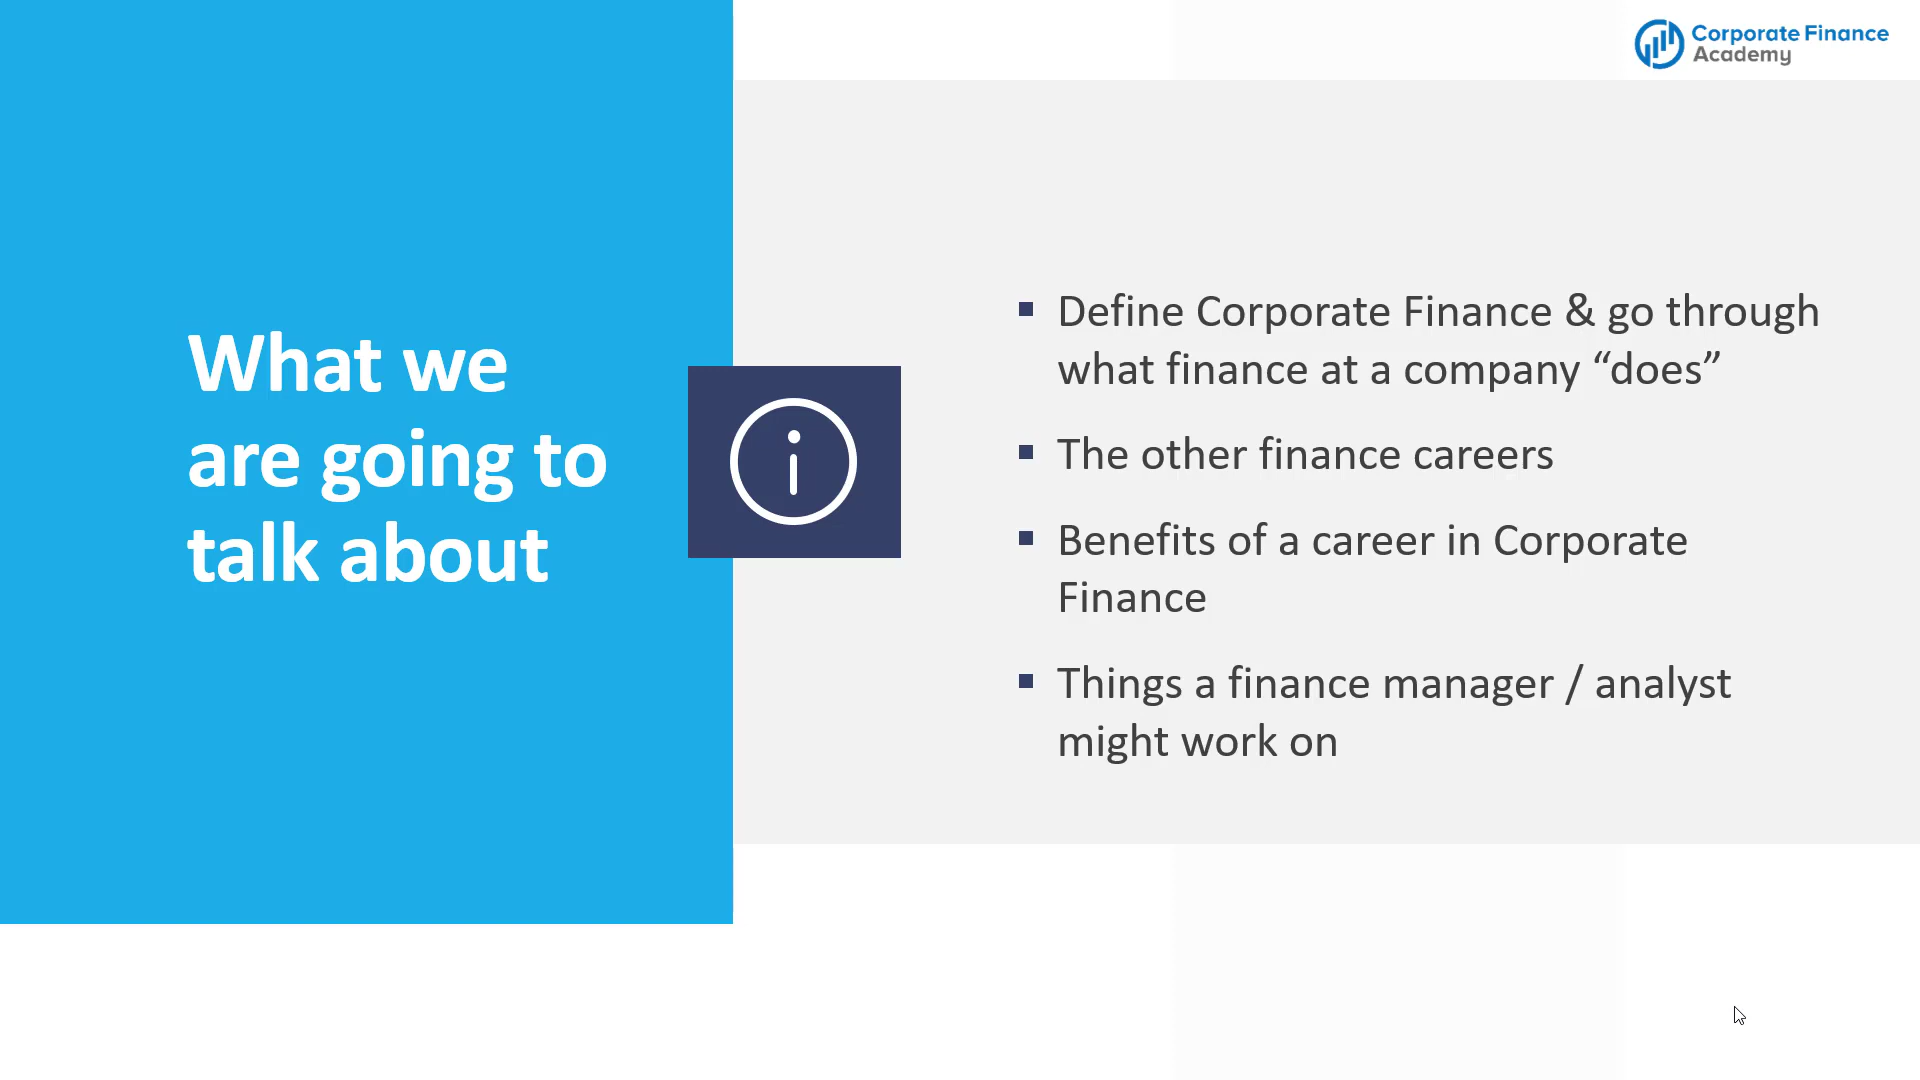 Corporate Finance
Academy
What we
are going to
talk about
Define Corporate Finance & go through
what finance at a company “does”
The other finance careers
Benefits of a career in Corporate
Finance
Things a finance manager / analyst
might work on